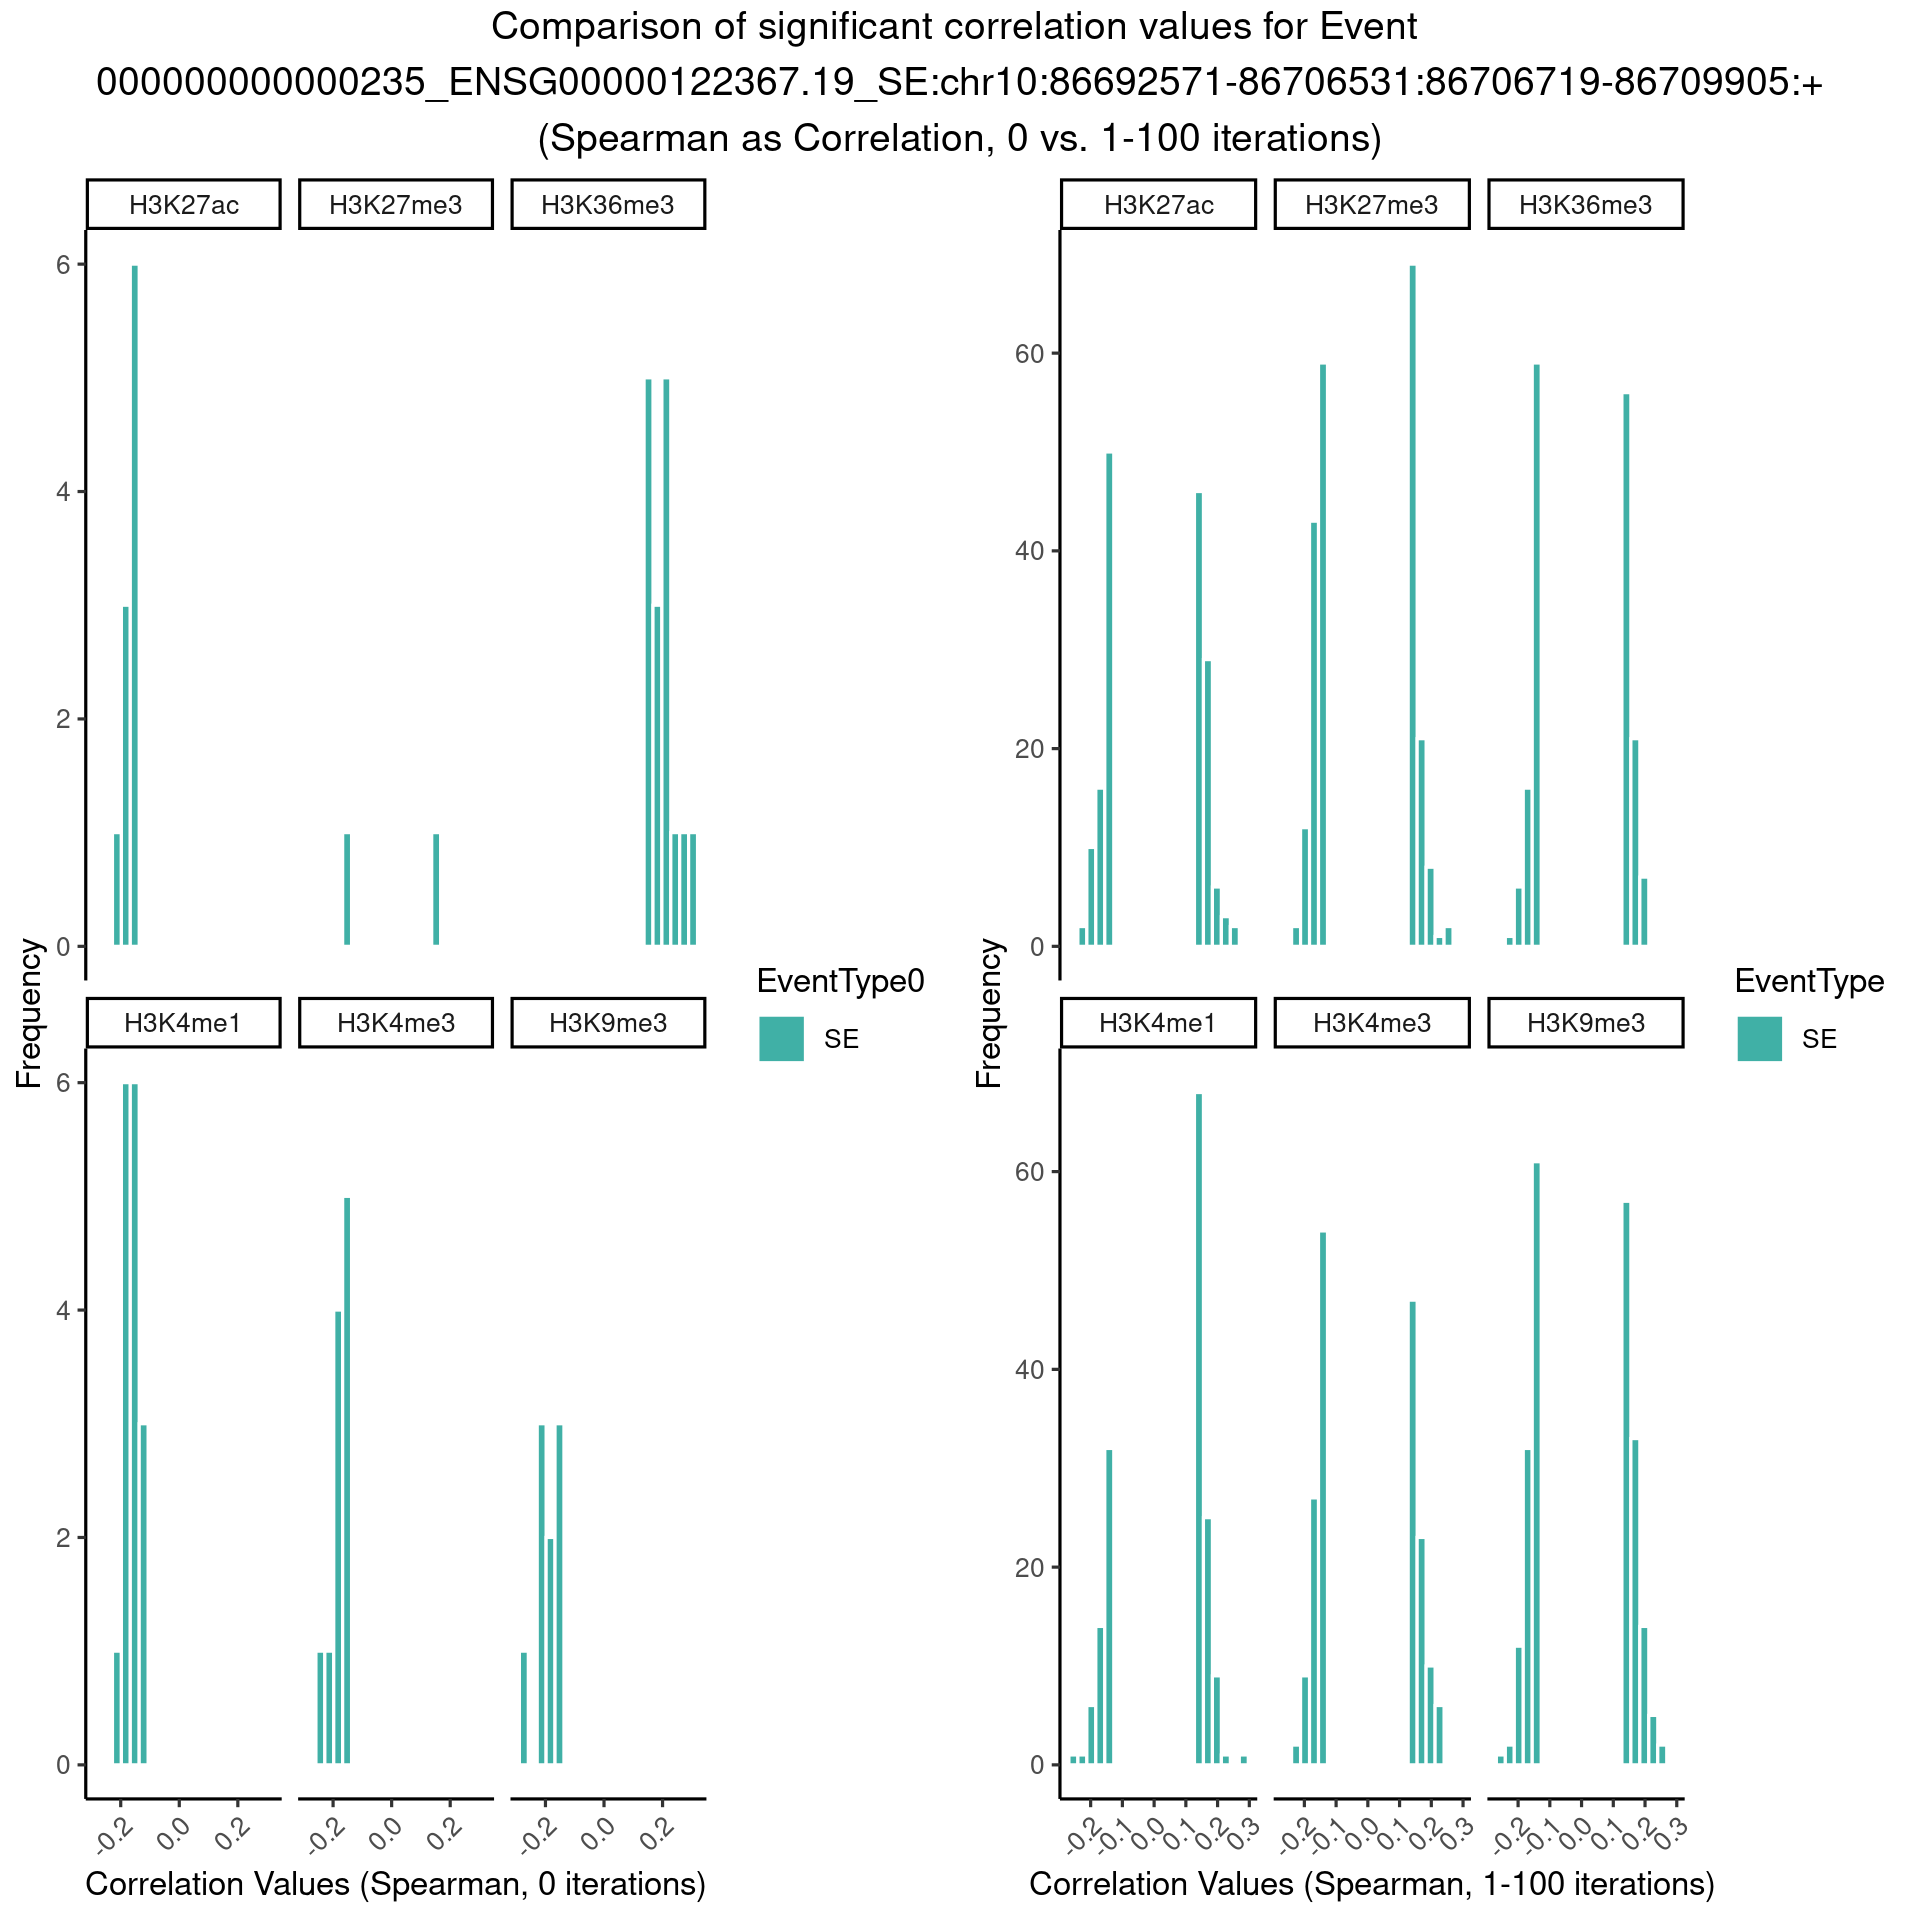 Comparison of significant correlation values for Event
000000000000235_ENSG00000122367.19_SE:chr10:86692571-86706531:86706719-86709905:+
(Spearman as Correlation, 0 vs. 1-100 iterations)
H3K27ac H3K27me3 H3K36me3
6
4
2
0
H3K4me1 H3K4me3 H3K9me3
6
4
2
0
-0.2 0.0 0.2 -0.2 0.0 0.2 -0.2 0.0 0.2
Frequency
Correlation Values (Spearman, 0 iterations)
EventType0
SE
H3K27ac H3K27me3 H3K36me3
60
40
20
0
H3K4me1 H3K4me3 H3K9me3
60
40
20
0
-0.2 -0.1 0.0 0.1 0.2 0.3 -0.2 -0.1 0.0 0.1 0.2 0.3 -0.2 -0.1 0.0 0.1 0.2 0.3
Frequency
Correlation Values (Spearman, 1-100 iterations)
EventType
SE